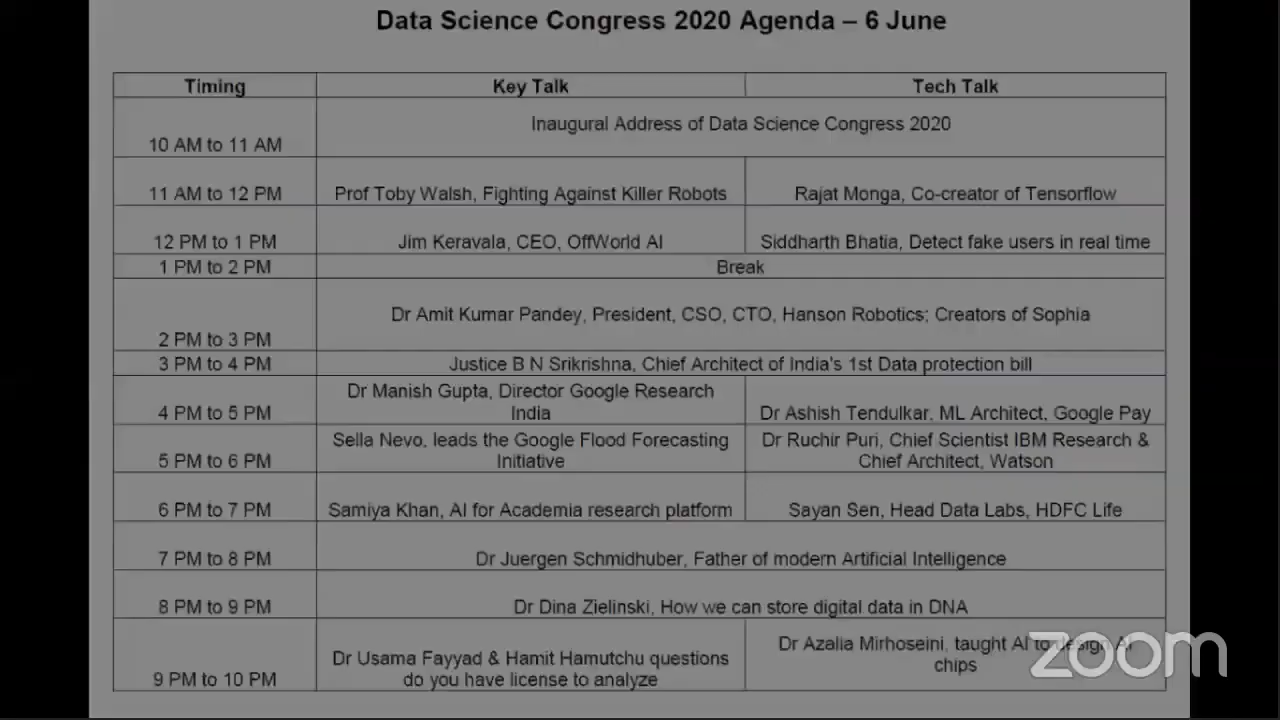 Data Science Congress 2020 Agenda – 6 June
Timing Key Talk Tech Talk
Inaugural Address of Data Science Congress 2020
10 AM to 11 AM
11 AM to 12 PM Prof Toby Walsh, Fighting Against Killer Robots Rajat Monga, Co-creator of Tensorflow
12 PM to 1 PM Jim Keravala, CEO, OffWorld AI Siddharth Bhatia, Detect fake users in real time
1 PM to 2 PM Break
Dr Amit Kumar Pandey, President, CSO, CTO, Hanson Robotics; Creators of Sophia
2 PM to 3 PM
3 PM to 4 PM Justice B N Srikrishna, Chief Architect of India's 1st Data protection bill
Dr Manish Gupta, Director Google Research
4 PM to 5 PM India Dr Ashish Tendulkar, ML Architect, Google Pay
Sella Nevo, leads the Google Flood Forecasting Dr Ruchir Puri, Chief Scientist IBM Research &
5 PM to 6 PM Initiative Chief Architect, Watson
6 PM to 7 PM Samiya Khan, AI for Academia research platform Sayan Sen, Head Data Labs, HDFC Life
7 PM to 8 PM Dr Juergen Schmidhuber, Father of modern Artificial Intelligence
8 PM to 9 PM Dr Dina Zielinski, How we can store digital data in DNA
Dr Azalia Mirhoseini, taught AI to design AI
Dr Usama Fayyad & Hamit Hamutchu questions chips
9 PM to 10 PM do you have license to analyze
zoom